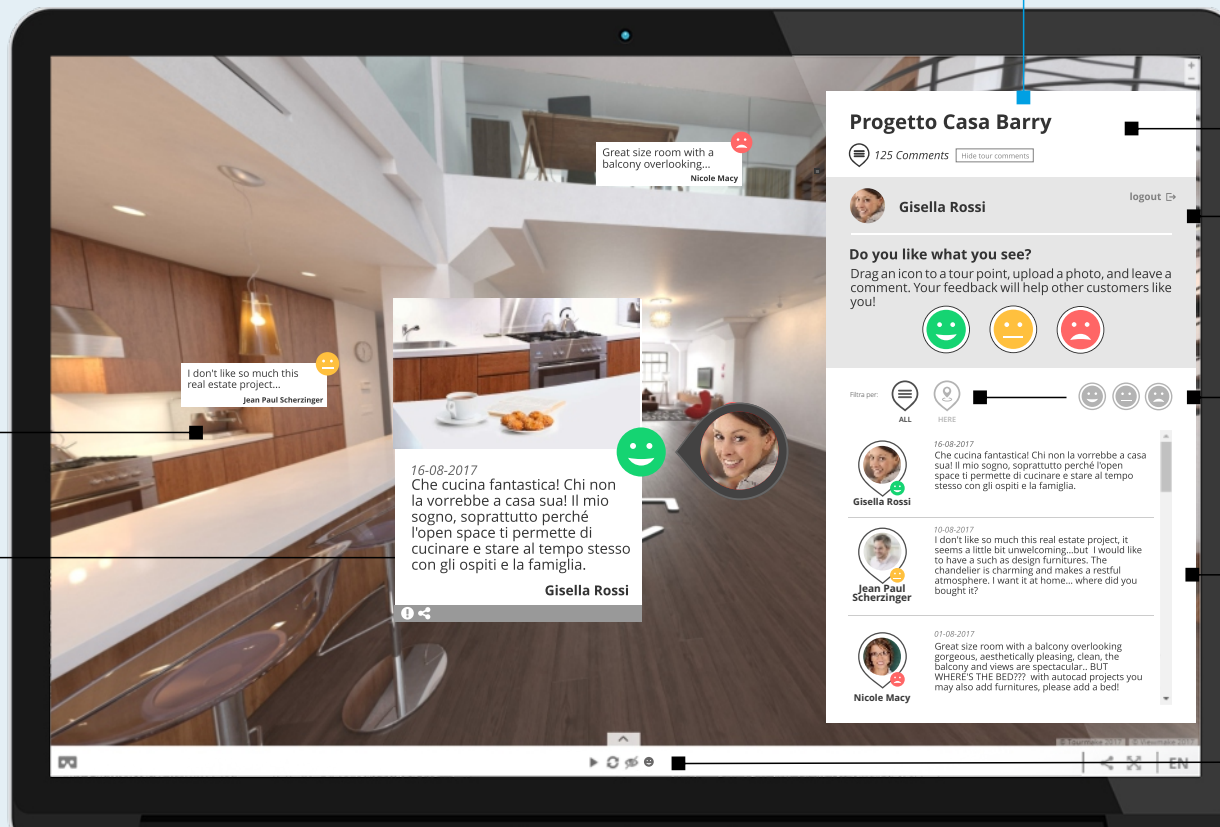 Great size room with a
balcony overlooking...
Nicole Macy
I don't like so much this
real estate project...
Jean Paul Scherzinger
16-08-2017
Che cucina fantastica! Chi non
la vorrebbe a casa sua! Il mio
sogno, soprattutto perché
l'open space ti permette di
cucinare e stare al tempo stesso
con gli ospiti e la famiglia.
Gisella Rossi
Progetto Casa Barry
125 Comments
Hide tour comments
Gisella Rossi
logout
Do you like what you see?
Drag an icon to a tour point, upload a photo, and leave a
comment. Your feedback will help other customers like
you!
Filtra per:
ALL
HERE
16-08-2017
Che cucina fantastica! Chi non la vorrebbe a casa
sua! Il mio sogno, soprattutto perché l'open
space ti permette di cucinare e stare al tempo
stesso con gli ospiti e la famiglia.
Gisella Rossi
10-08-2017
I don't like so much this real estate project, it
seems a little bit unwelcoming...but I would like
to have a such as design furnitures. The
chandelier is charming and makes a restful
atmosphere. I want it at home... where did you
bought it?
Jean Paul
Scherzinger
01-08-2017
Great size room with a balcony overlooking
gorgeous, aesthetically pleasing, clean, the
balcony and views are spectacular.. BUT
WHERE'S THE BED??? with autocad projects you
may also add furnitures, please add a bed!
Nicole Macy
EN